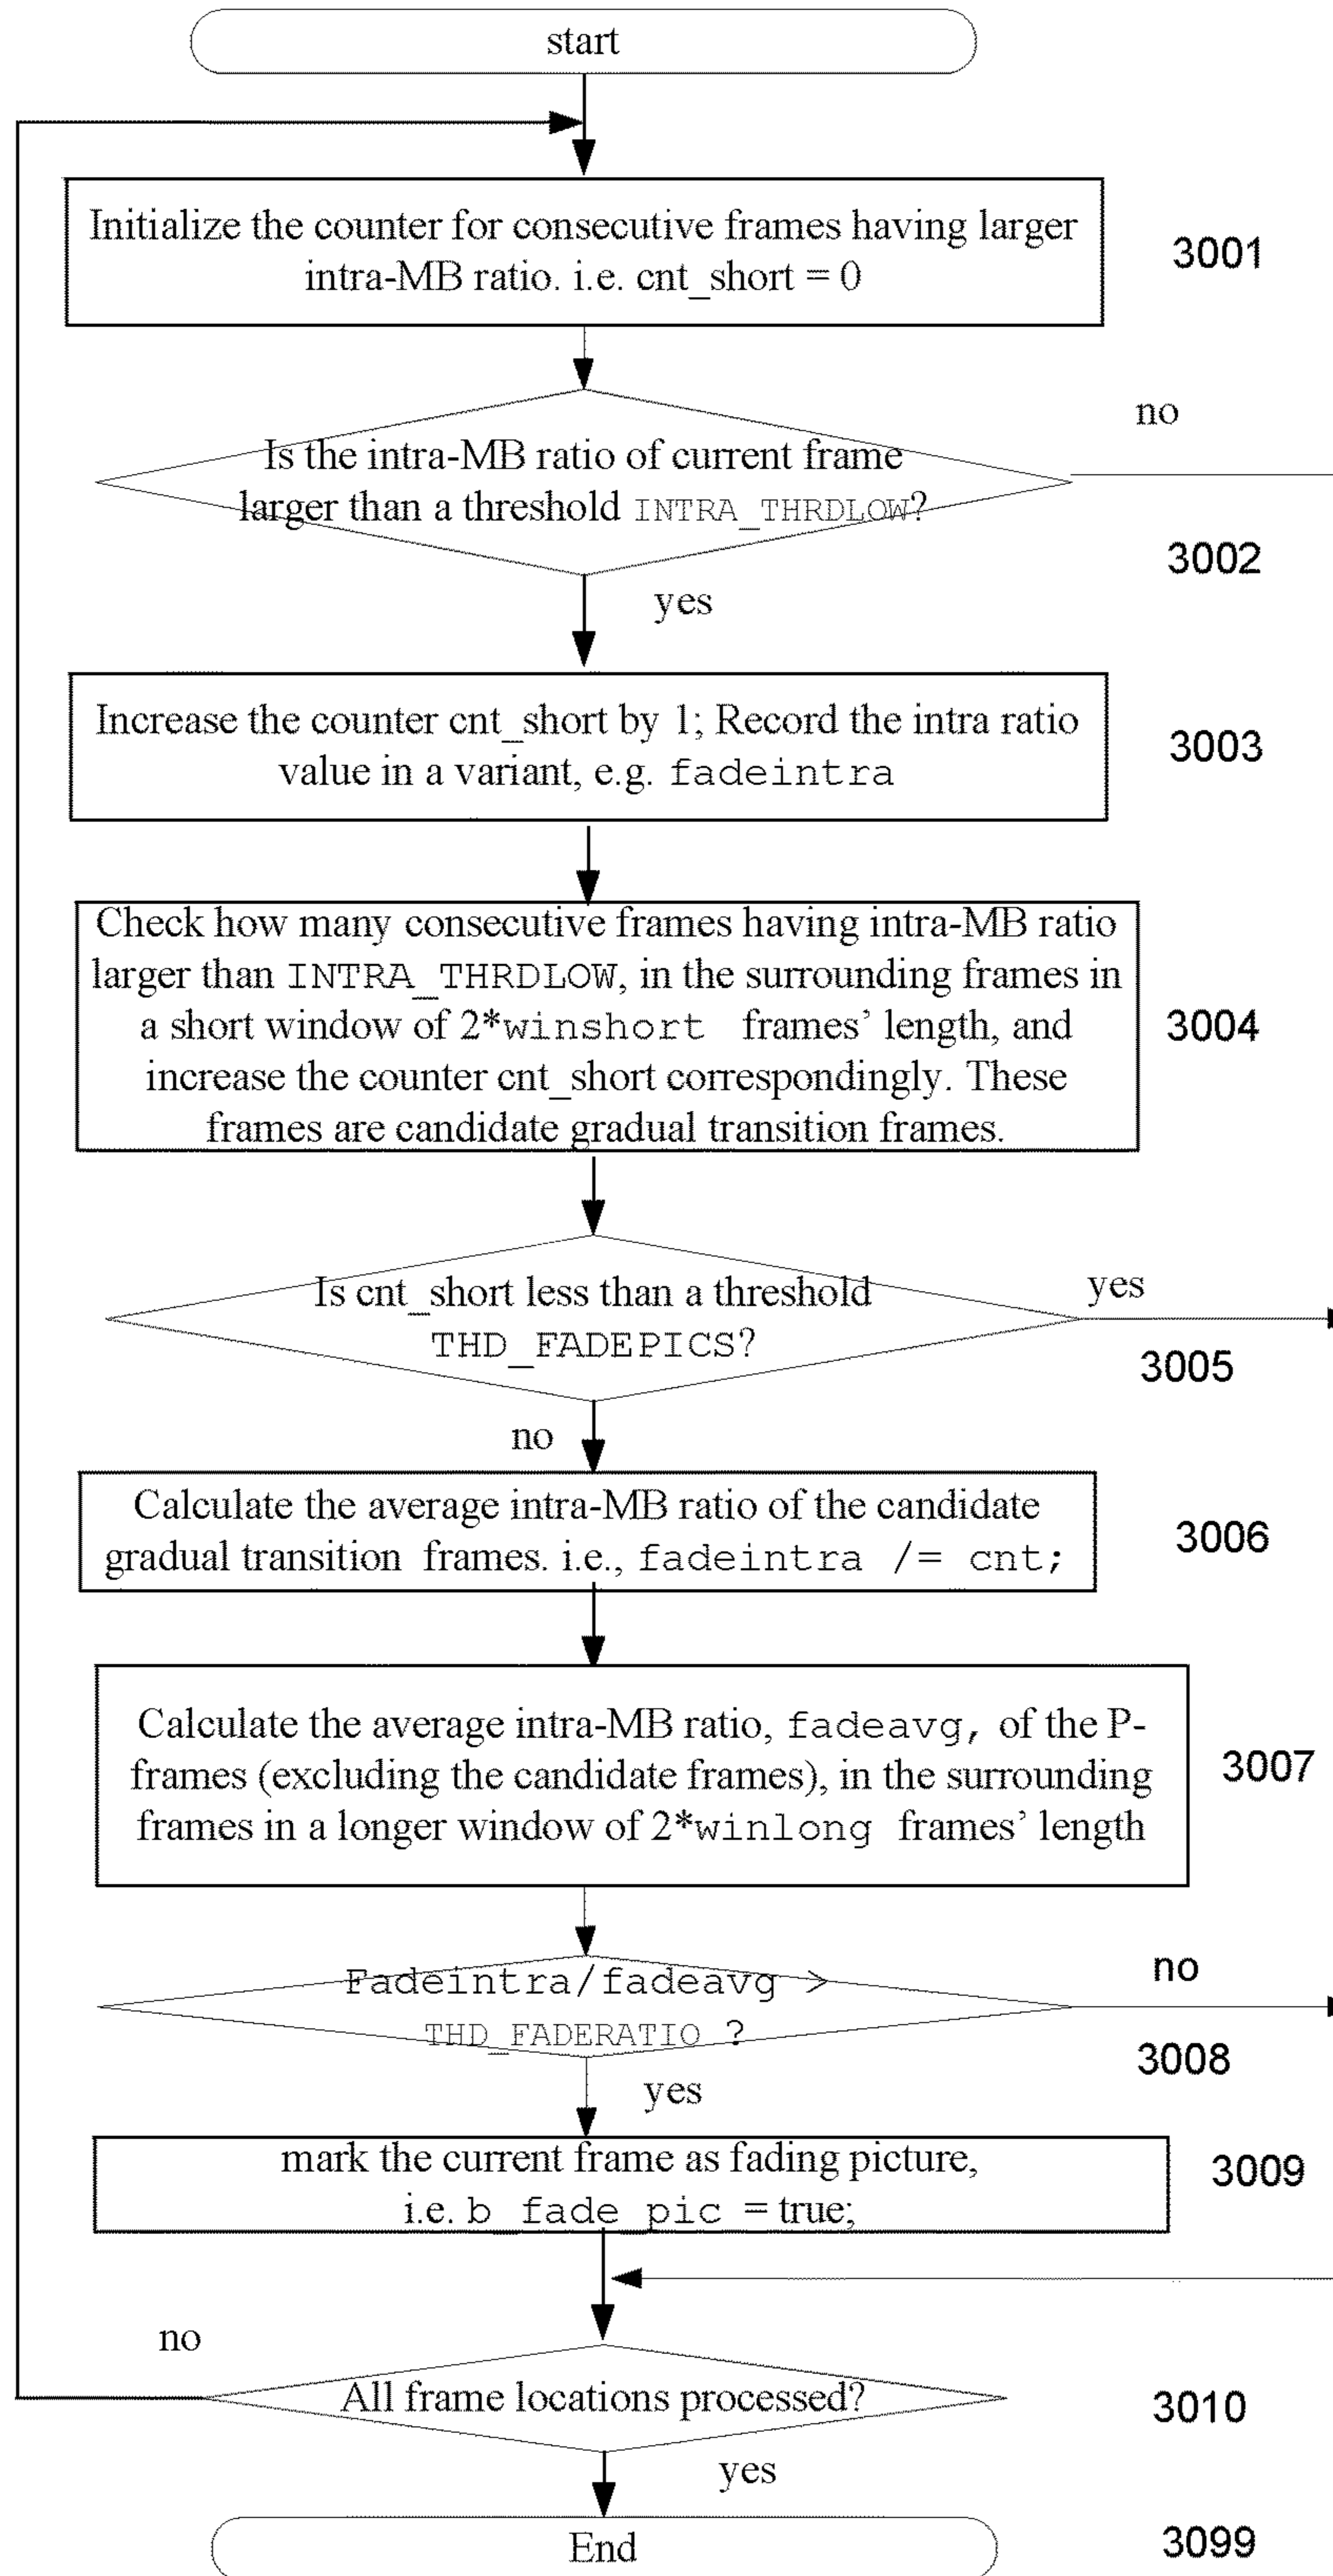 start
Initialize the counter for consecutive frames having larger
intra-MB ratio. i.e. cnt_short = 0
3001
no
Is the intra-MB ratio of current frame
larger than a threshold INTRA_THRDLOW?
3002
yes
Increase the counter cnt_short by 1; Record the intra ratio
value in a variant, e.g. fadeintra
3003
Check how many consecutive frames having intra-MB ratio
larger than INTRA_THRDLOW, in the surrounding frames in
a short window of 2*winshort frames' length, and
increase the counter cnt_short correspondingly. These
frames are candidate gradual transition frames.
3004
Is cnt_short less than a threshold
THD_FADEPICS?
yes
3005
no
Calculate the average intra-MB ratio of the candidate
gradual transition frames. i.e., fadeintra /= cnt;
3006
Calculate the average intra-MB ratio, fadeavg, of the P-
frames (excluding the candidate frames), in the surrounding
frames in a longer window of 2*winlong frames' length
3007
Fadeintra/fadeavg >
THD_FADERATIO ?
no
3008
yes
mark the current frame as fading picture,
i.e. b_fade_pic = true;
3009
no
All frame locations processed?
3010
yes
End
3099